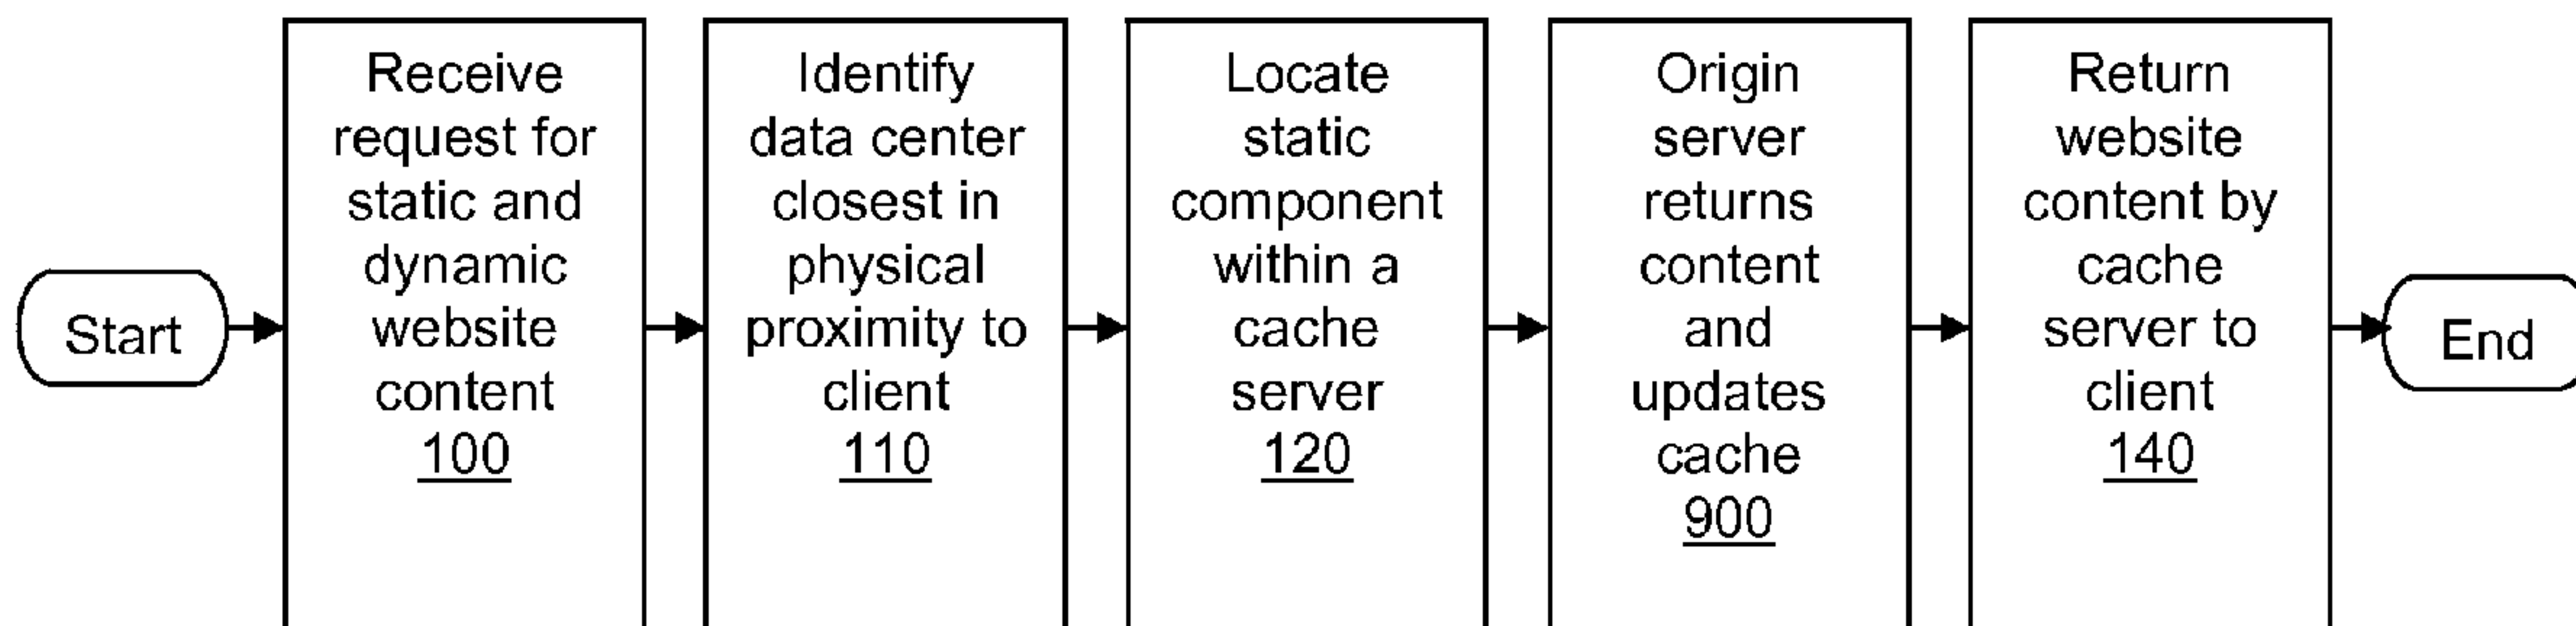 Start
Receive
request for
static and
dynamic
website
content
100
Identify
data center
closest in
physical
proximity to
client
110
Locate
static
component
within a
cache
server
120
Origin
server
returns
content
and
updates
cache
900
Return
website
content by
cache
server to
client
140
End